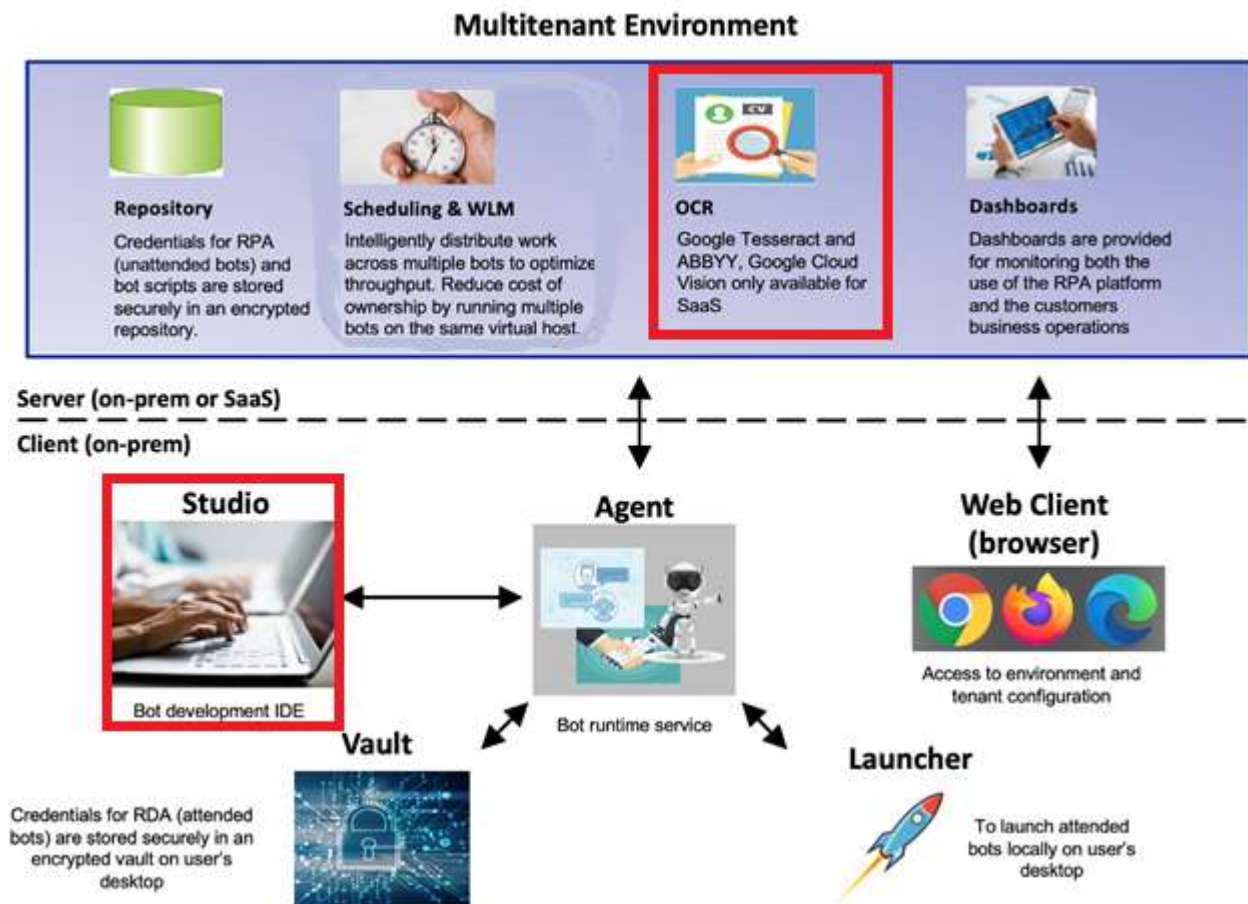 Multitenant Environment
CV
Repository
Credentials for RPA
(unattended bots) and
bot scripts are stored
securely in an encrypted
repository.
Scheduling & WLM
Intelligently distribute work
across multiple bots to optimize
throughput. Reduce cost of
ownership by running multiple
bots on the same virtual host.
OCR
Google Tesseract and
ABBYY, Google Cloud
Vision only available for
SaaS
Dashboards
Dashboards are provided
for monitoring both the
use of the RPA platform
and the customers
business operations
Server (on-prem or SaaS)
Client (on-prem)
Studio
Bot development IDE
Agent
Bot runtime service
Web Client
(browser)
Access to environment and
tenant configuration
Vault
Credentials for RDA (attended
bots) are stored securely in an
encrypted vault on user's
desktop
Launcher
To launch attended
bots locally on user's
desktop